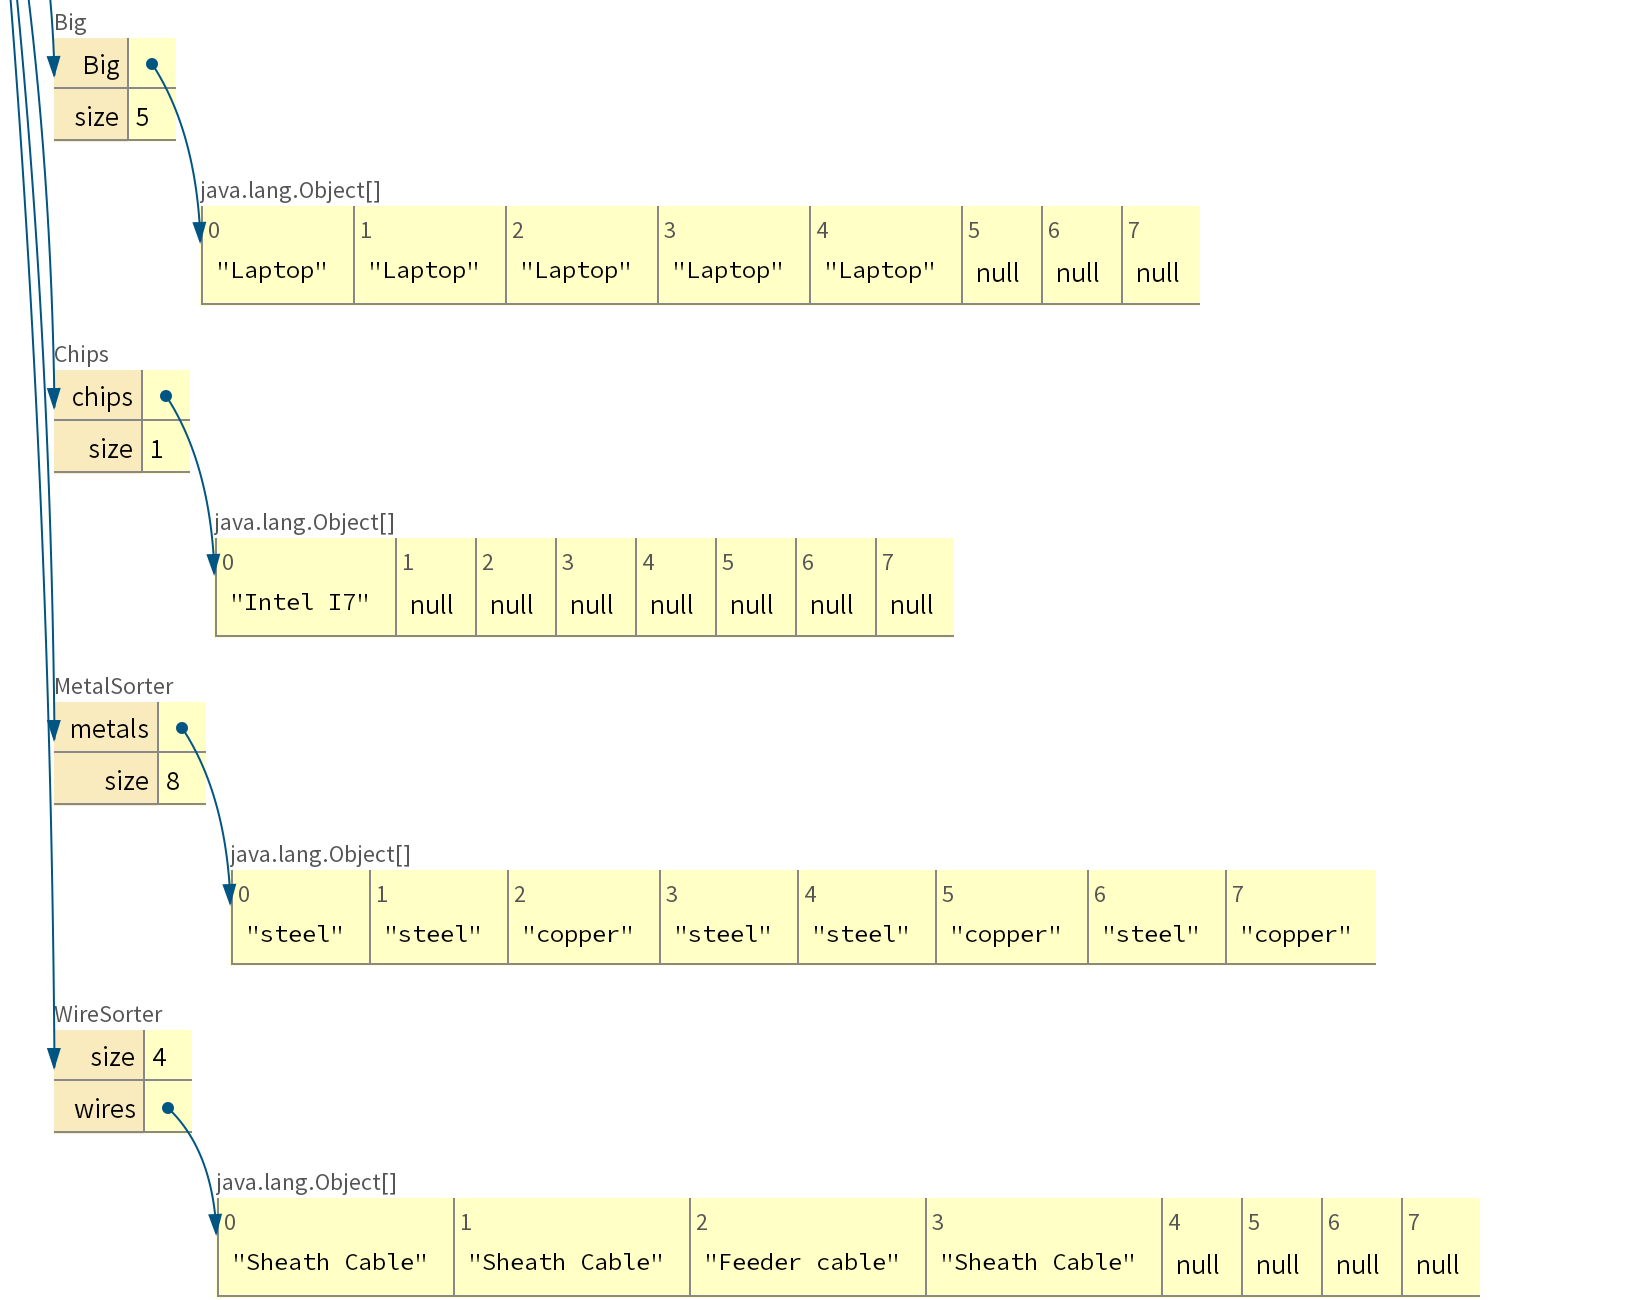 Big
Big
size 5
java.lang.Object[]
0 1 2 3 4 5 6 7
"Laptop" "Laptop" "Laptop" "Laptop" "Laptop" null null null
Chips
chips
size 1
java.lang.Object[]
0 1 2 3 4 5 6 7
"Intel I7" null null null null null null null
MetalSorter
metals
size 8
java.lang.Object[]
0 1 2 3 4 5 6 7
"steel" "steel" "copper" "steel" "steel" "copper" "steel" "copper"
WireSorter
size 4
wires
java.lang.Object[]
0 1 2 3 4 5 6 7
"Sheath Cable" "Sheath Cable" "Feeder cable" "Sheath Cable" null null null null